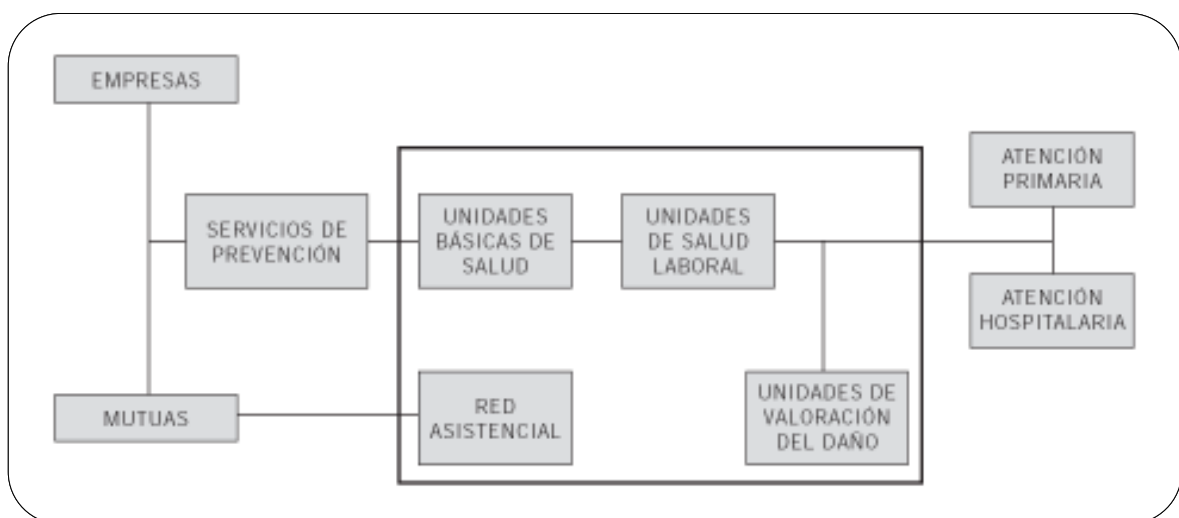 EMPRESAS
SERVICIOS DE
PREVENCIÓN
MUTUAS
UNIDADES
BÁSICAS DE
SALUD
UNIDADES
DE SALUD
LABORAL
RED
ASISTENCIAL
UNIDADES DE
VALORACIÓN
DEL DAÑO
ATENCIÓN
PRIMARIA
ATENCIÓN
HOSPITALARIA